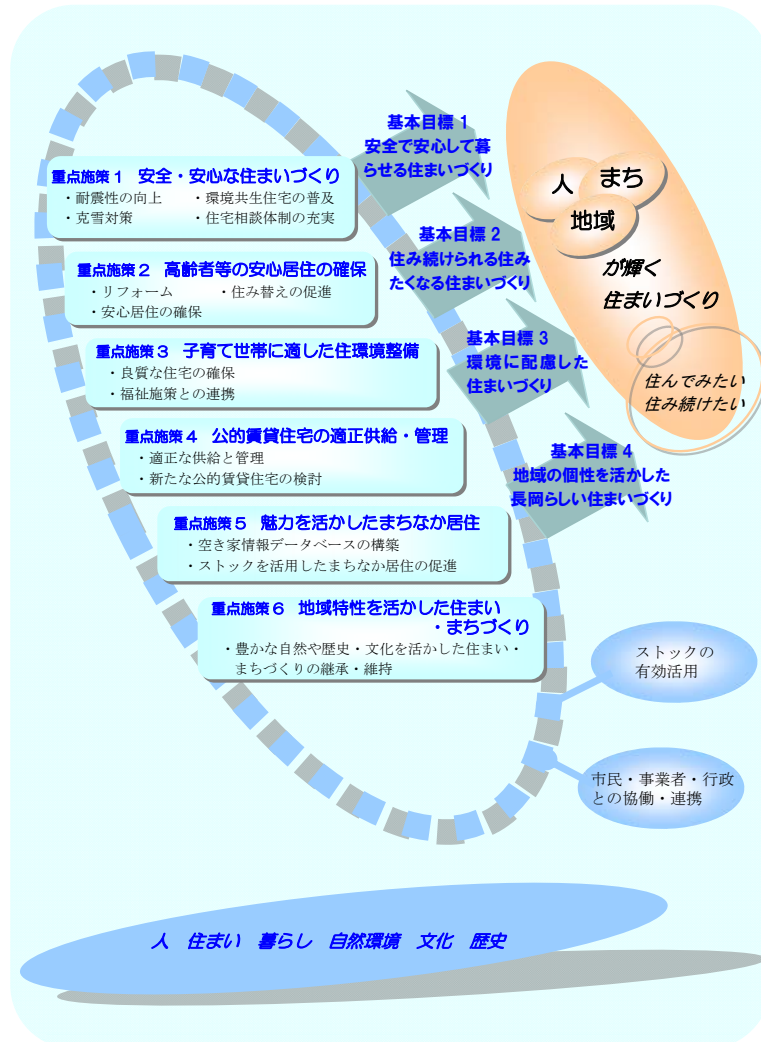 重点施策1 安全・安心な住まいづくり
・耐震性の向上 ・環境共生住宅の普及
・克雪対策 ・住宅相談体制の充実
重点施策2 高齢者等の安心居住の確保
・リフォーム ・住み替えの促進
・安心居住の確保
重点施策3 子育て世帯に適した住環境整備
・良質な住宅の確保
・福祉施策との連携
重点施策4 公的賃貸住宅の適正供給・管理
・適正な供給と管理
・新たな公的賃貸住宅の検討
重点施策5 魅力を活かしたまちなか居住
・空き家情報データベースの構築
・ストックを活用したまちなか居住の促進
重点施策6 地域特性を活かした住まい
・まちづくり
・豊かな自然や歴史・文化を活かした住まい・
まちづくりの継承・維持
基本目標1
安全で安心して暮
らせる住まいづくり
基本目標2
住み続けられる住み
たくなる住まいづくり
基本目標3
環境に配慮した
住まいづくり
基本目標4
地域の個性を活かした
長岡らしい住まいづくり
人 まち
地域
が輝く
住まいづくり
住んでみたい
住み続けたい
ストックの
有効活用
市民・事業者・行政
との協働・連携
人 住まい 暮らし 自然環境 文化 歴史